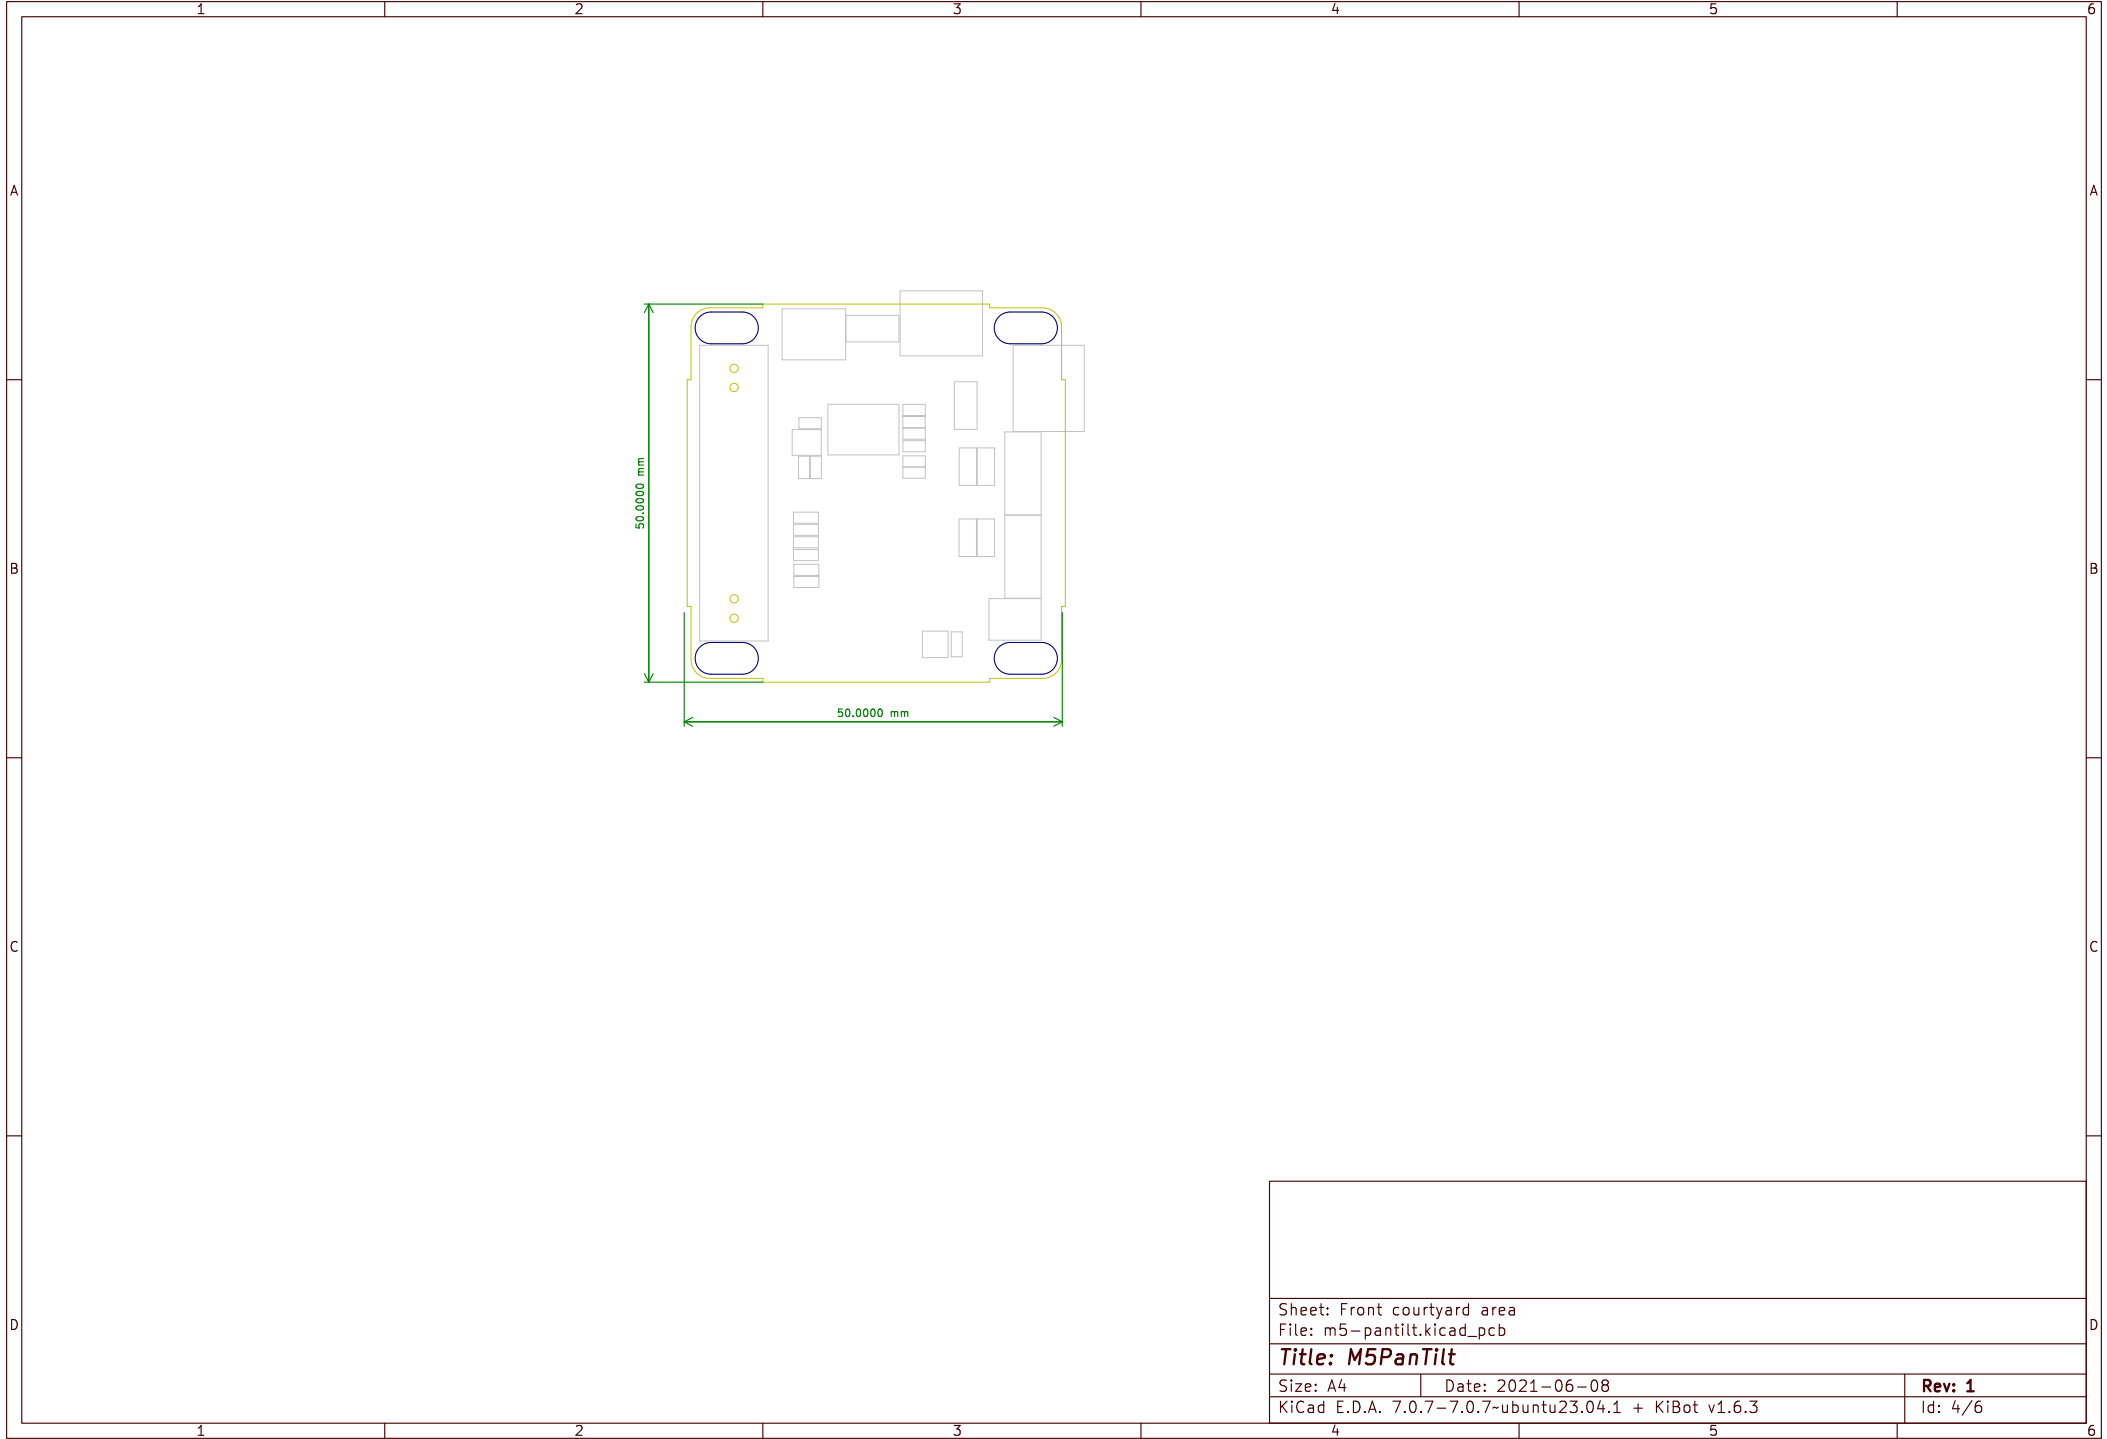 1 2 3 4 5 6
A A
50.0000 mm
B B
50.0000 mm
C C
Sheet: Front courtyard area
D D
File: m5-pantilt.kicad_pcb
Title: M5PanTilt
Size: A4 Date: 2021-06-08 Rev: 1
KiCad E.D.A. 7.0.7-7.0.7~ubuntu23.04.1 + KiBot v1.6.3 Id: 4/6
1 2 3 4 5 6